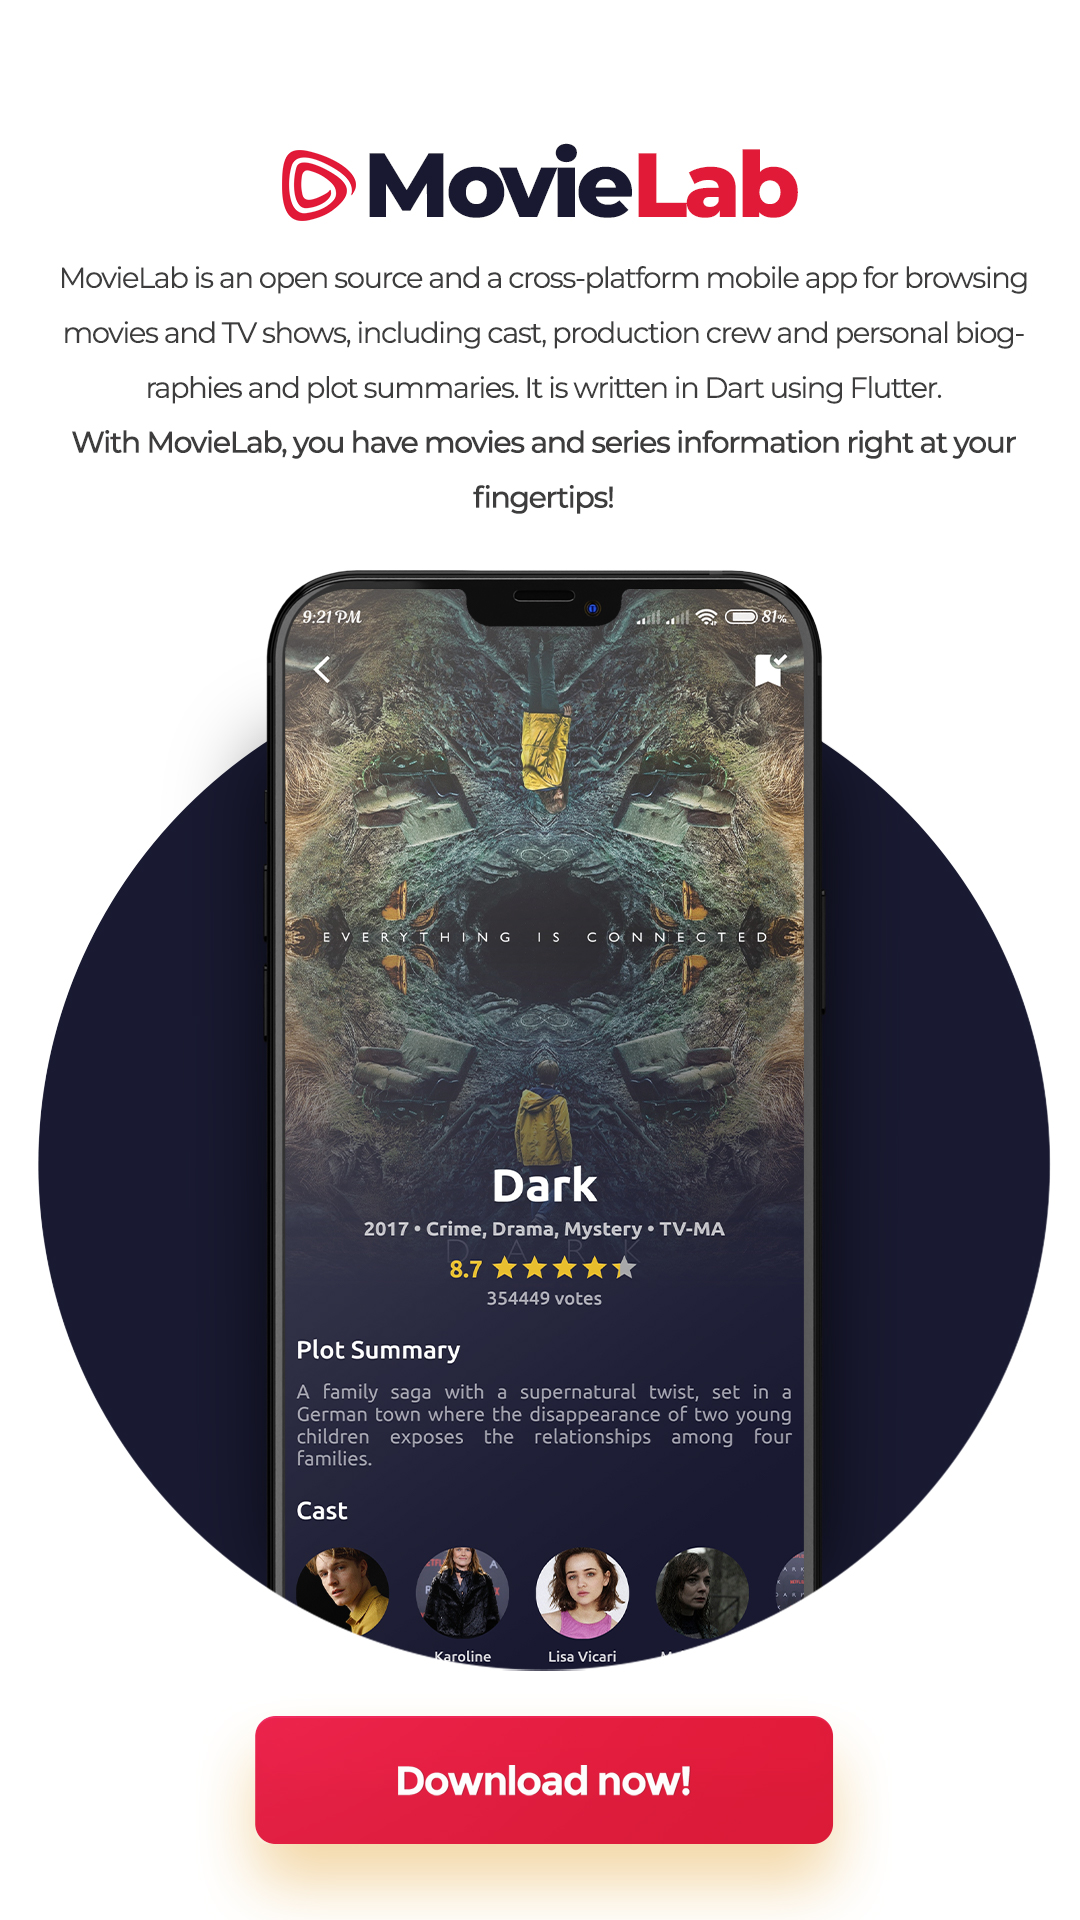 MovieLab
MovieLab is an open source and a cross-platform mobile app for browsing
movies and TV shows, including cast, production crew and personal biog-
raphies and plot summaries. It is written in Dart using Flutter.
With MovieLab, you have movies and series information right at your
fingertips!
9:21 PM 81%
EVERYTHING IS CONNECTED
Dark
2017 • Crime, Drama, Mystery • TV-MA
DARK
8.7
354449 votes
Plot Summary
A family saga with a supernatural twist, set in a
German town where the disappearance of two young
children exposes the relationships among four
families.
Cast
Karoline Lisa Vicari
Download now!